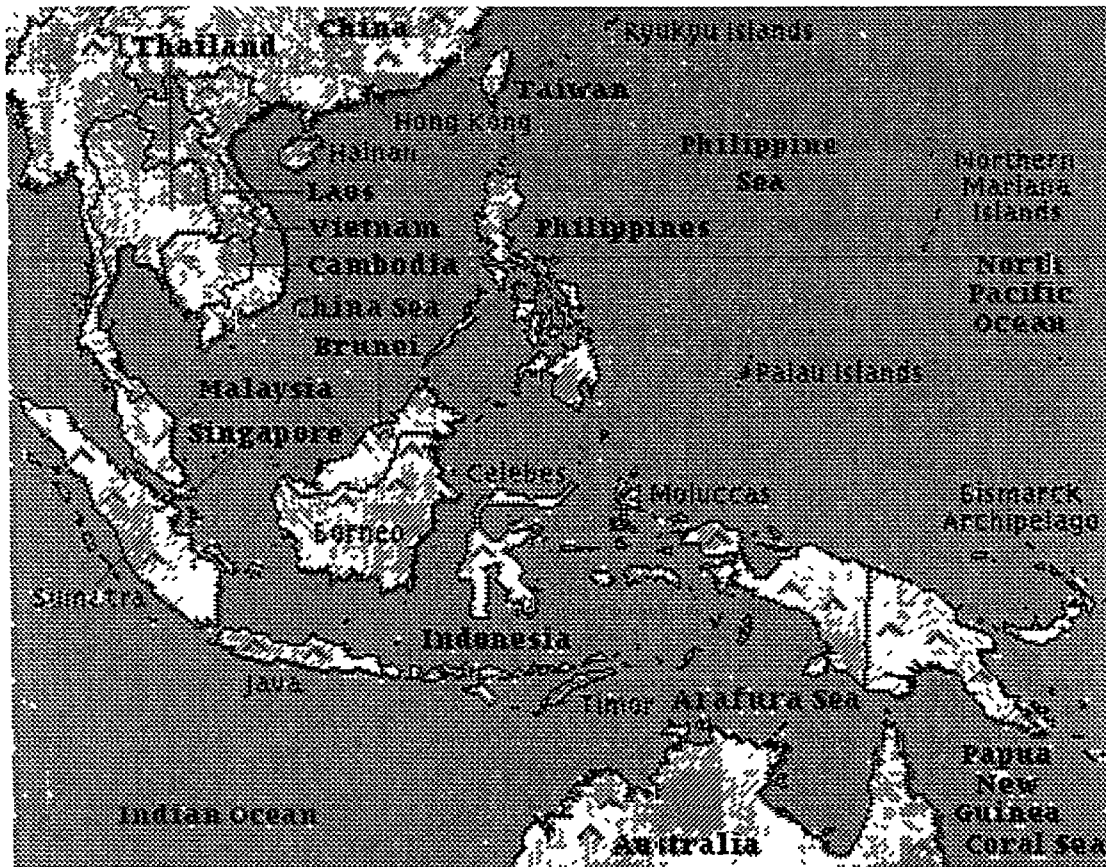 China
Ryukyu Islands
Thailand
Taiwan
Hong Kong
Hainan
Philippine
Sea
Northern
Mariana
Islands
Laos
Vietnam
Philippines
Cambodia
North
Pacific
Ocean
China Sea
Brunei
Palau Islands
Malaysia
Singapore
Celebes
Moluccas
Bismarck
Archipelago
Borneo
Sumatra
Indonesia
Java
Timor
Arafura Sea
Papua
New
Guinea
Indian Ocean
Australia
Coral Sea